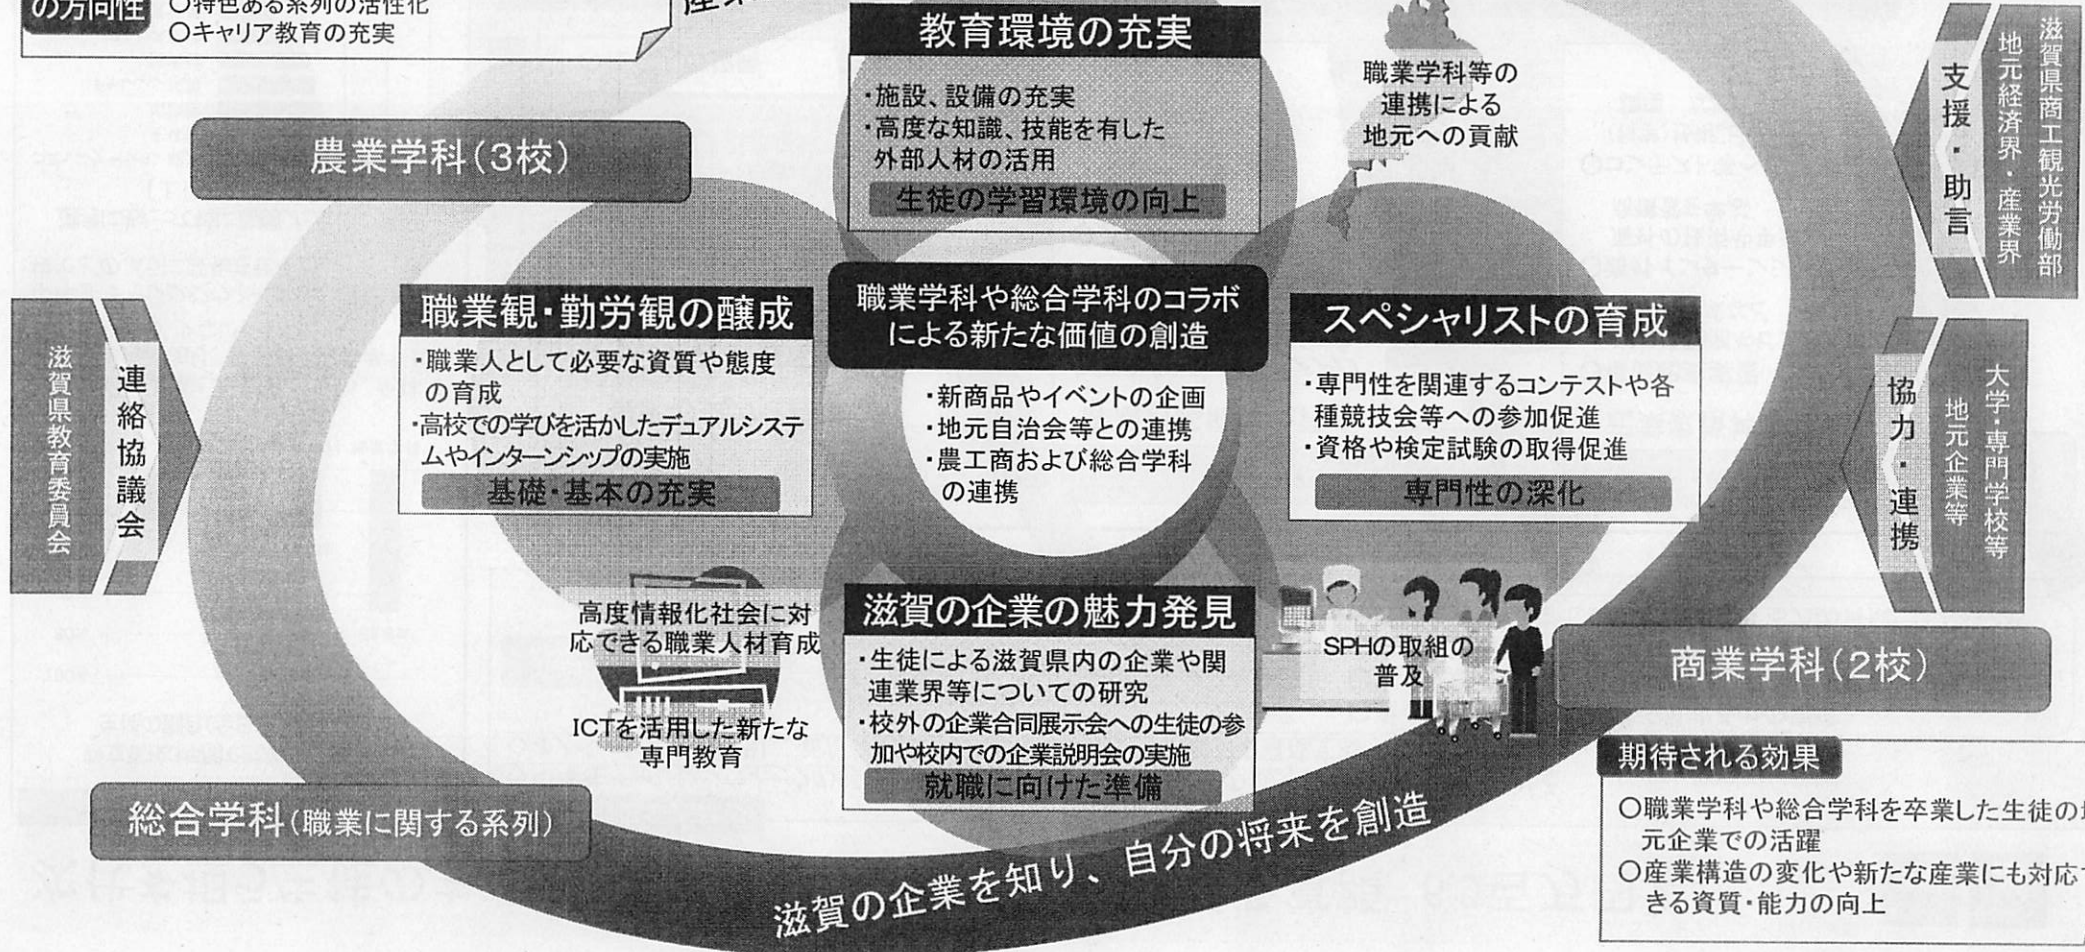 の方向性
○特色ある系列の活性化
○キャリア教育の充実
教育環境の充実
・施設、設備の充実
・高度な知識、技能を有した
外部人材の活用
生徒の学習環境の向上
職業学科等の
連携による
地元への貢献
支援・助言
地元経済界・産業界
滋賀県商工観光労働部
農業学科(3校)
職業観・勤労観の醸成
・職業人として必要な資質や態度
の育成
・高校での学びを活かしたデュアルシステ
ムやインターンシップの実施
基礎・基本の充実
職業学科や総合学科のコラボ
による新たな価値の創造
・新商品やイベントの企画
・地元自治会等との連携
・農工商および総合学科
の連携
スペシャリストの育成
・専門性を関連するコンテストや各
種競技会等への参加促進
・資格や検定試験の取得促進
専門性の深化
滋賀県教育委員会
連絡協議会
協力・連携
地元企業等
大学・専門学校等
高度情報化社会に対
応できる職業人材育成
ICTを活用した新たな
専門教育
滋賀の企業の魅力発見
・生徒による滋賀県内の企業や関
連業界等についての研究
・校外の企業合同展示会への生徒の参
加や校内での企業説明会の実施
就職に向けた準備
SPHの取組の
普及
商業学科(2校)
総合学科(職業に関する系列)
滋賀の企業を知り、自分の将来を創造
期待される効果
○職業学科や総合学科を卒業した生徒の
元企業での活躍
○産業構造の変化や新たな産業にも対応
きる資質・能力の向上